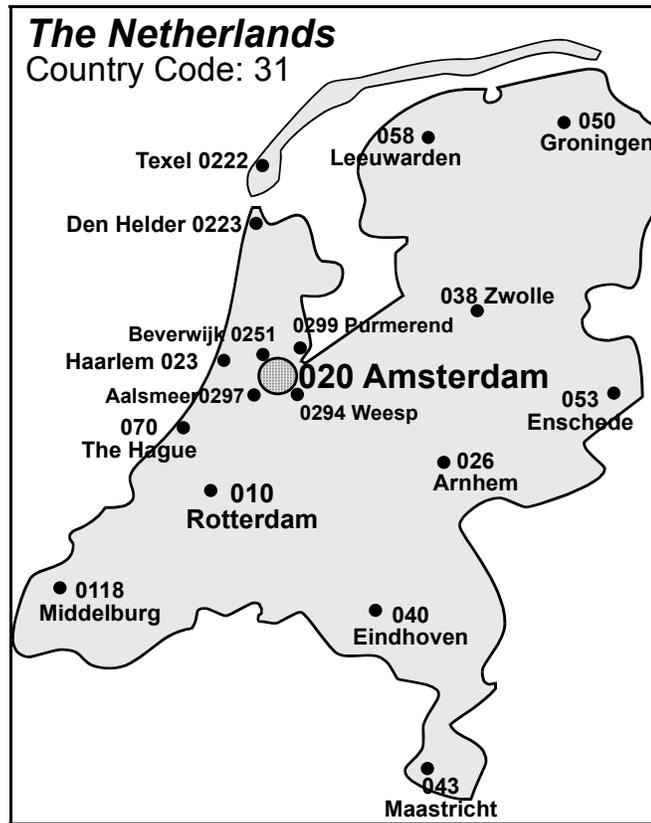 The Netherlands
Country Code: 31
058
Leeuwarden
050
Groningen
Texel 0222
Den Helder 0223
038 Zwolle
0299 Purmerend
Beverwijk 0251
Haarlem 023
020 Amsterdam
Aalsmeer0297
0294 Weesp
053
Enschede
070
The Hague
026
Arnhem
010
Rotterdam
0118
Middelburg
040
Eindhoven
043
Maastricht